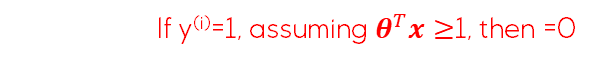 If y⁽ⁱ⁾=1, assuming θᵀx ≥1, then =0